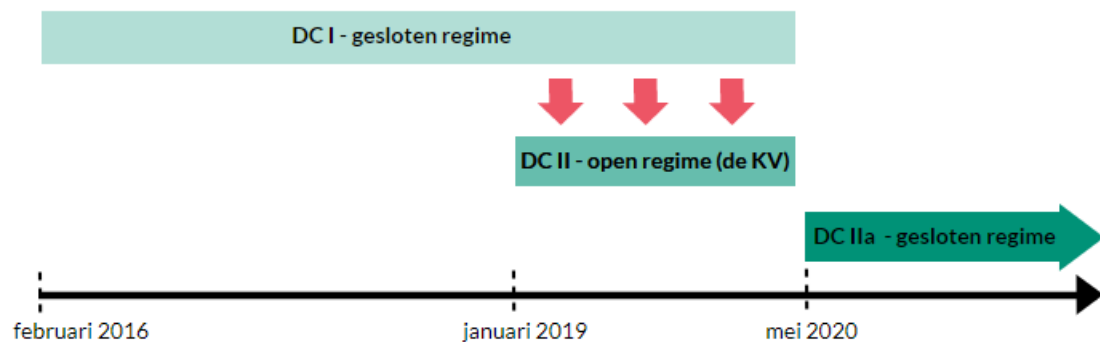 DC I - gesloten regime
DC II - open regime (de KV)
DC IIa - gesloten regime
februari 2016
januari 2019
mei 2020